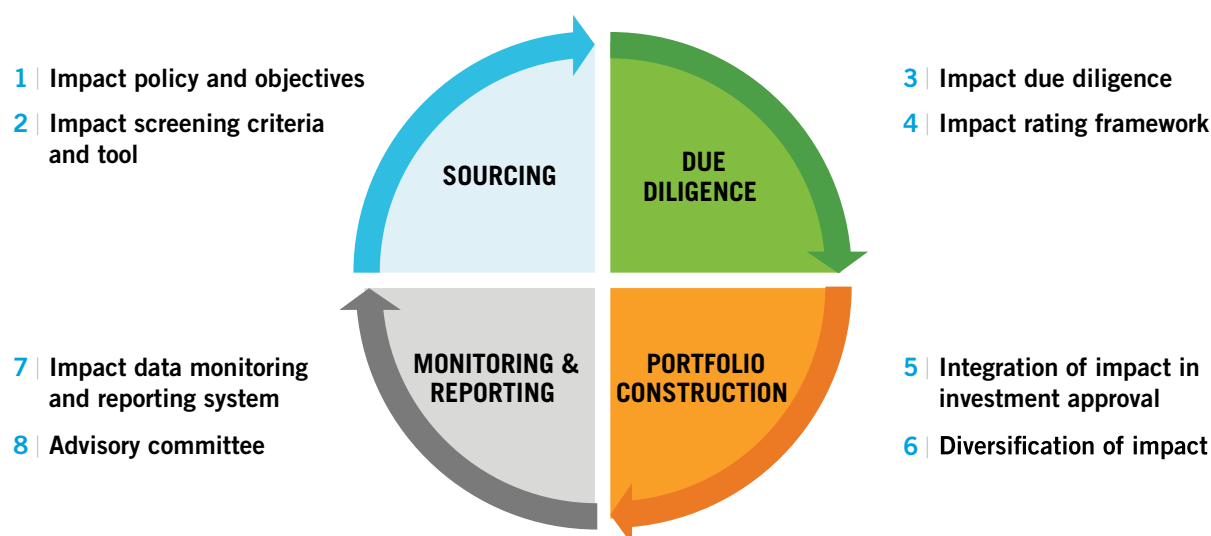 1 | Impact policy and objectives
2 | Impact screening criteria
and tool
SOURCING
DUE
DILIGENCE
3 | Impact due diligence
4 | Impact rating framework
7 | Impact data monitoring
and reporting system
8 | Advisory committee
MONITORING &
REPORTING
PORTFOLIO
CONSTRUCTION
5 | Integration of impact in
investment approval
6 | Diversification of impact